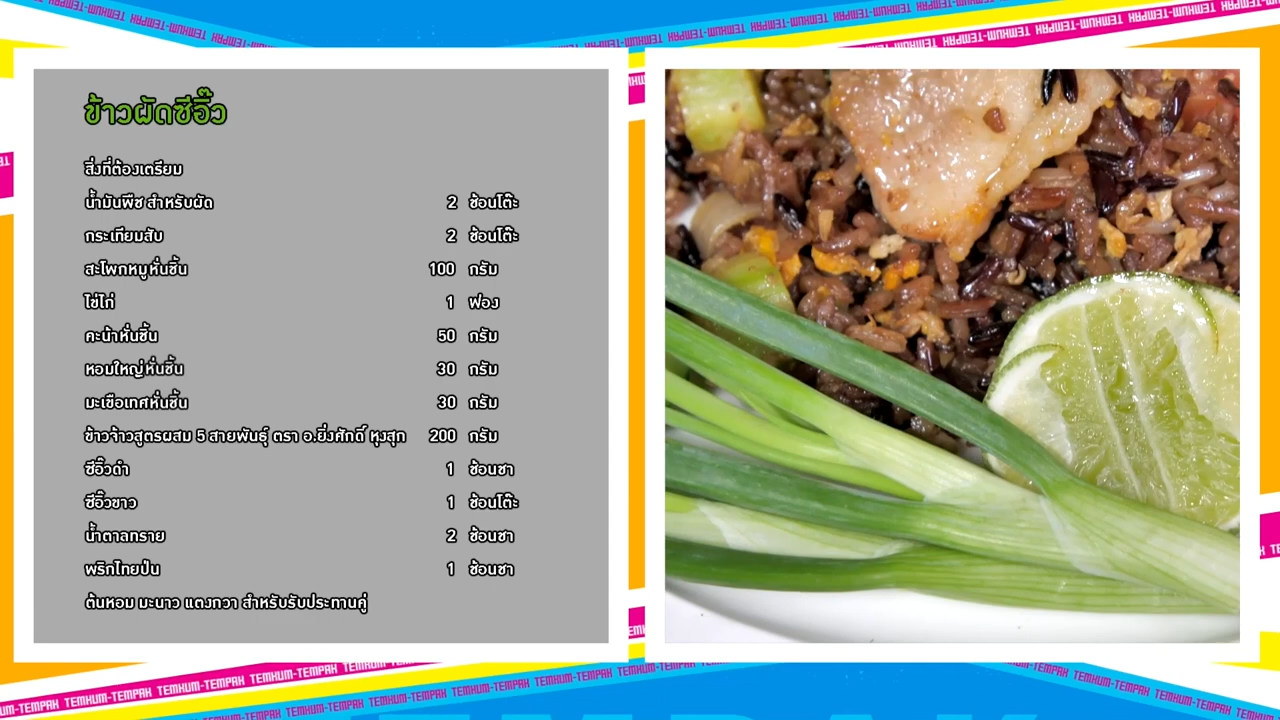 ข้าวผัดซีอิ๊ว
สิ่งที่ต้องเตรียม
น้ำมันพืช สำหรับผัด 2 ช้อนโต๊ะ
กระเทียมสับ 2 ช้อนโต๊ะ
สะโพกหมูหั่นชิ้น 100 กรัม
ไข่ไก่ 1 ฟอง
คะน้าหั่นชิ้น 50 กรัม
หอมใหญ่หั่นชิ้น 30 กรัม
มะเขือเทศหั่นชิ้น 30 กรัม
ข้าวจ้าวสูตรผสม 5 สายพันธุ์ ตรา อ.ยิ่งศักดิ์ หุงสุก 200 กรัม
ซีอิ๊วดำ 1 ช้อนชา
ซีอิ๊วขาว 1 ช้อนโต๊ะ
น้ำตาลทราย 2 ช้อนชา
พริกไทยป่น 1 ช้อนชา
ต้นหอม มะนาว แตงกวา สำหรับรับประทานคู่
TEMHUM-TEMPAH TEMHUM-TEMPAH TEMHUM-TEMPAH TEMHUM-TEMPAH